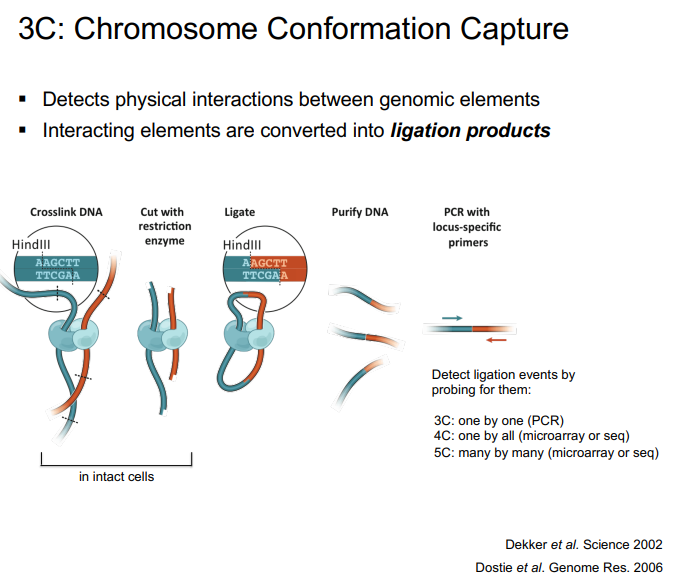 3C: Chromosome Conformation Capture
▪ Detects physical interactions between genomic elements
▪ Interacting elements are converted into ligation products
Crosslink DNA
HindIII
AAGCTT
TTCGAA
Cut with
restriction
enzyme
Ligate
HindIII
AAGCTT
TTCGAA
Purify DNA
PCR with
locus-specific
primers
Detect ligation events by
probing for them:
3C: one by one (PCR)
4C: one by all (microarray or seq)
5C: many by many (microarray or seq)
in intact cells
Dekker et al. Science 2002
Dostie et al. Genome Res. 2006